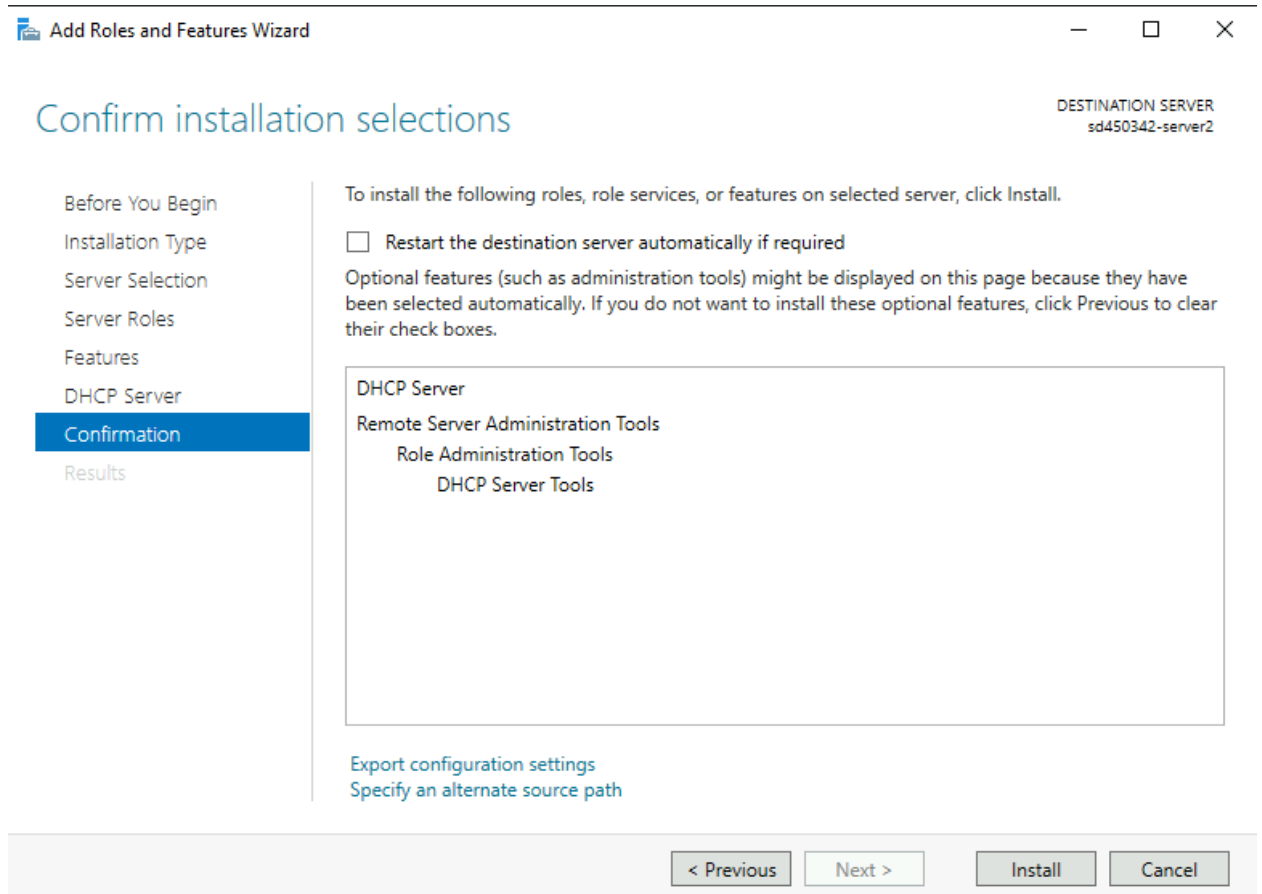 Add Roles and Features Wizard
Confirm installation selections
DESTINATION SERVER
sd450342-server2
Before You Begin
Installation Type
Server Selection
Server Roles
Features
DHCP Server
Confirmation
Results
To install the following roles, role services, or features on selected server, click Install.
Restart the destination server automatically if required
Optional features (such as administration tools) might be displayed on this page because they have
been selected automatically. If you do not want to install these optional features, click Previous to clear
their check boxes.
DHCP Server
Remote Server Administration Tools
Role Administration Tools
DHCP Server Tools
Export configuration settings
Specify an alternate source path
< Previous
Next >
Install
Cancel